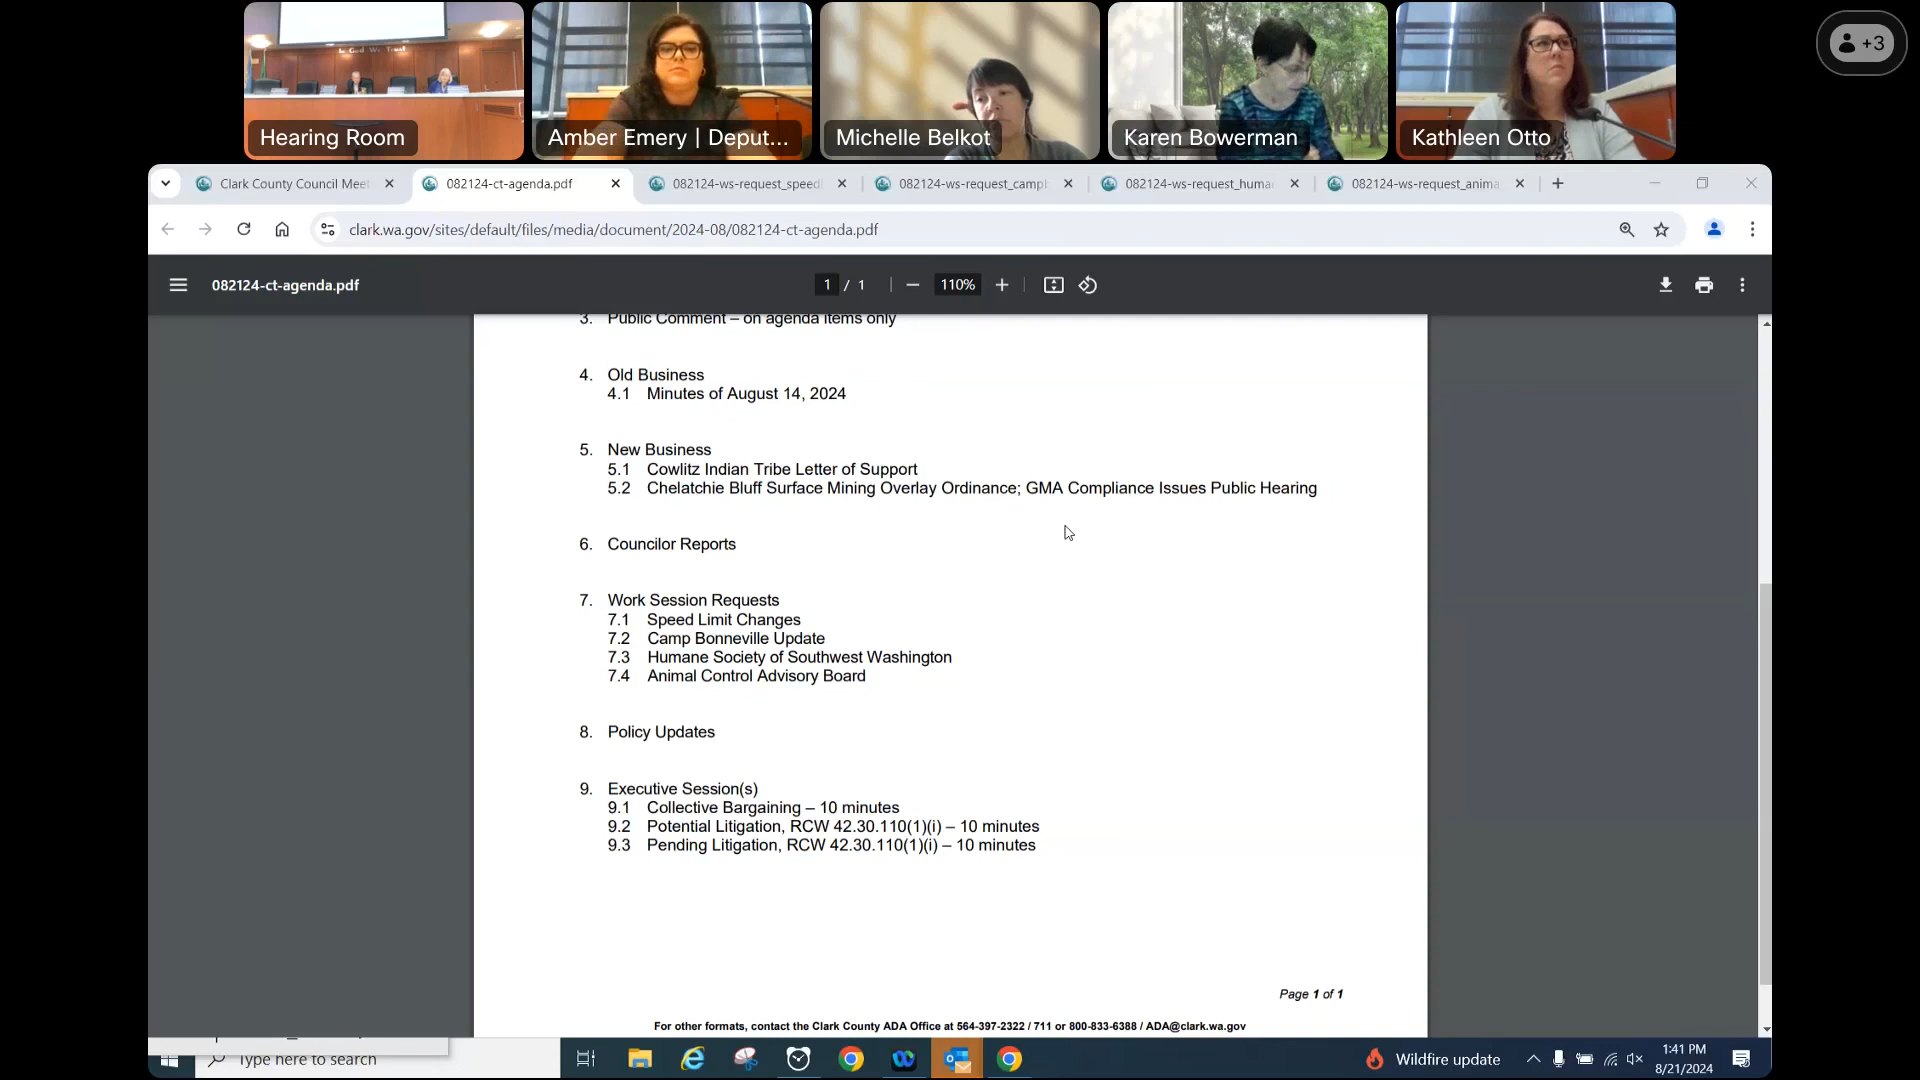 In God We Trust
Hearing Room
Amber Emery | Deput...
Michelle Belkot
Karen Bowerman
Kathleen Otto
+3
Clark County Council Meet
082124-ct-agenda.pdf
082124-ws-request_speedl
082124-ws-request_campb
082124-ws-request_huma
082124-ws-request_anima
clark.wa.gov/sites/default/files/media/document/2024-08/082124-ct-agenda.pdf
082124-ct-agenda.pdf
1 / 1
110%
3. Public Comment – on agenda items only
4. Old Business
4.1 Minutes of August 14, 2024
5. New Business
5.1 Cowlitz Indian Tribe Letter of Support
5.2 Chelatchie Bluff Surface Mining Overlay Ordinance; GMA Compliance Issues Public Hearing
6. Councilor Reports
7. Work Session Requests
7.1 Speed Limit Changes
7.2 Camp Bonneville Update
7.3 Humane Society of Southwest Washington
7.4 Animal Control Advisory Board
8. Policy Updates
9. Executive Session(s)
9.1 Collective Bargaining – 10 minutes
9.2 Potential Litigation, RCW 42.30.110(1)(i) – 10 minutes
9.3 Pending Litigation, RCW 42.30.110(1)(i) – 10 minutes
Page 1 of 1
For other formats, contact the Clark County ADA Office at 564-397-2322 / 711 or 800-833-6388 / ADA@clark.wa.gov
Type here to search
Wildfire update
1:41 PM
8/21/2024